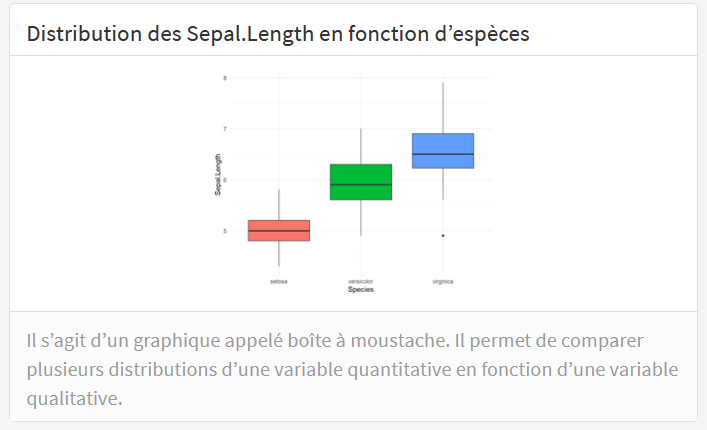 Distribution des Sepal.Length en fonction d’espèces
8
7
6
5
Sepal.Length
setosa versicolor virginica
Species
Il s’agit d’un graphique appelé boîte à moustache. Il permet de comparer
plusieurs distributions d’une variable quantitative en fonction d’une variable
qualitative.